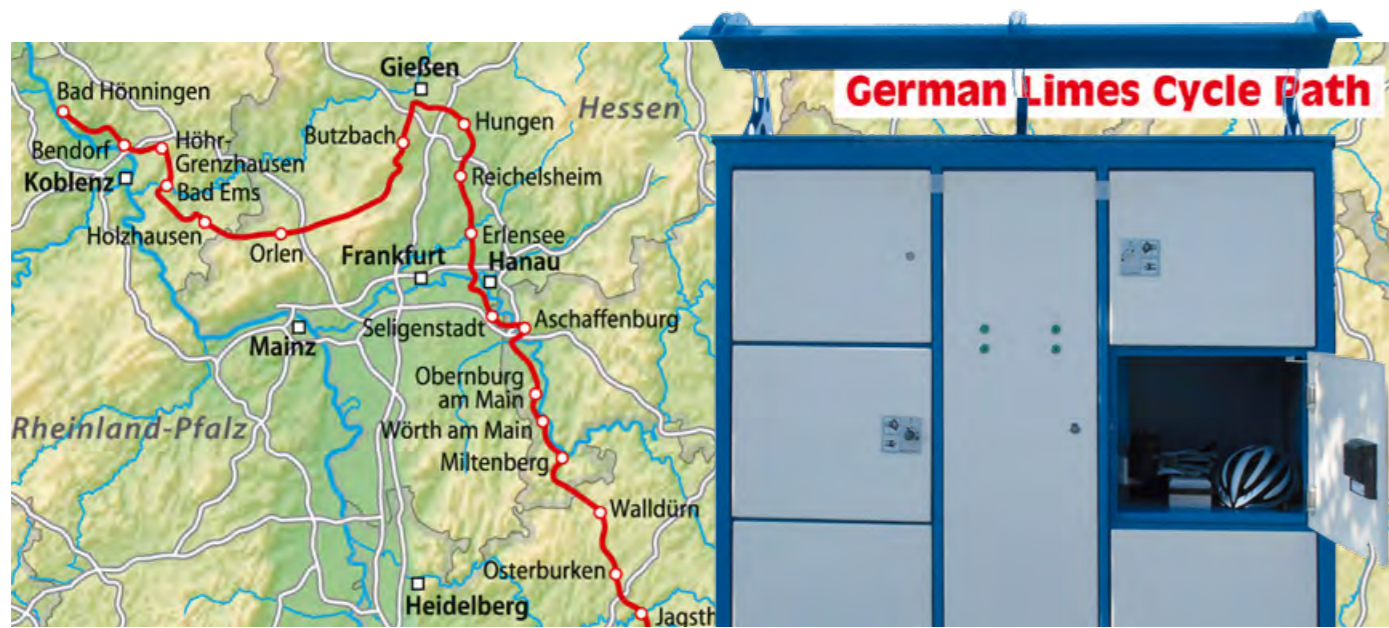 German Limes Cycle Path
Gießen
Hessen
Bad Hönningen
Hungen
Butzbach
Höhr-
Grenzhausen
Bendorf
Koblenz
Bad Ems
Reichelsheim
Holzhausen
Orlen
Erlensee
Frankfurt
Hanau
Seligenstadt
Aschaffenburg
Mainz
Obernburg
am Main
Rheinland-Pfalz
Wörth am Main
Miltenberg
Walldürn
Osterburken
Heidelberg
Jagsth